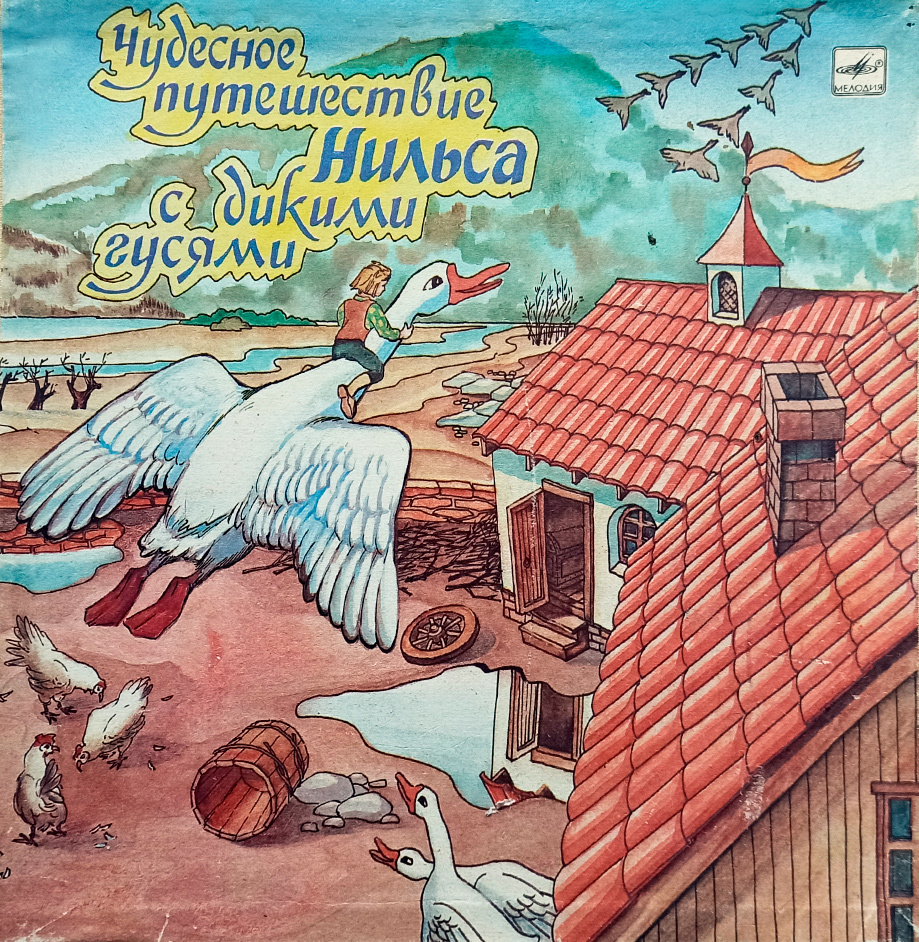 Чудесное
путешествие
Нильса
с дикими
гусями
МЕЛОДИЯ